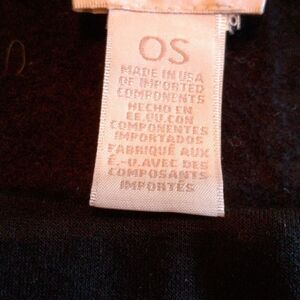 OS
MADE IN USA
OF IMPORTED
COMPONENTS
HECHO EN
EE.UU.CON
COMPONENTES
IMPORTADOS
FABRIQUÉ AUX
É.-U.AVEC DES
COMPOSANTS
IMPORTÉS